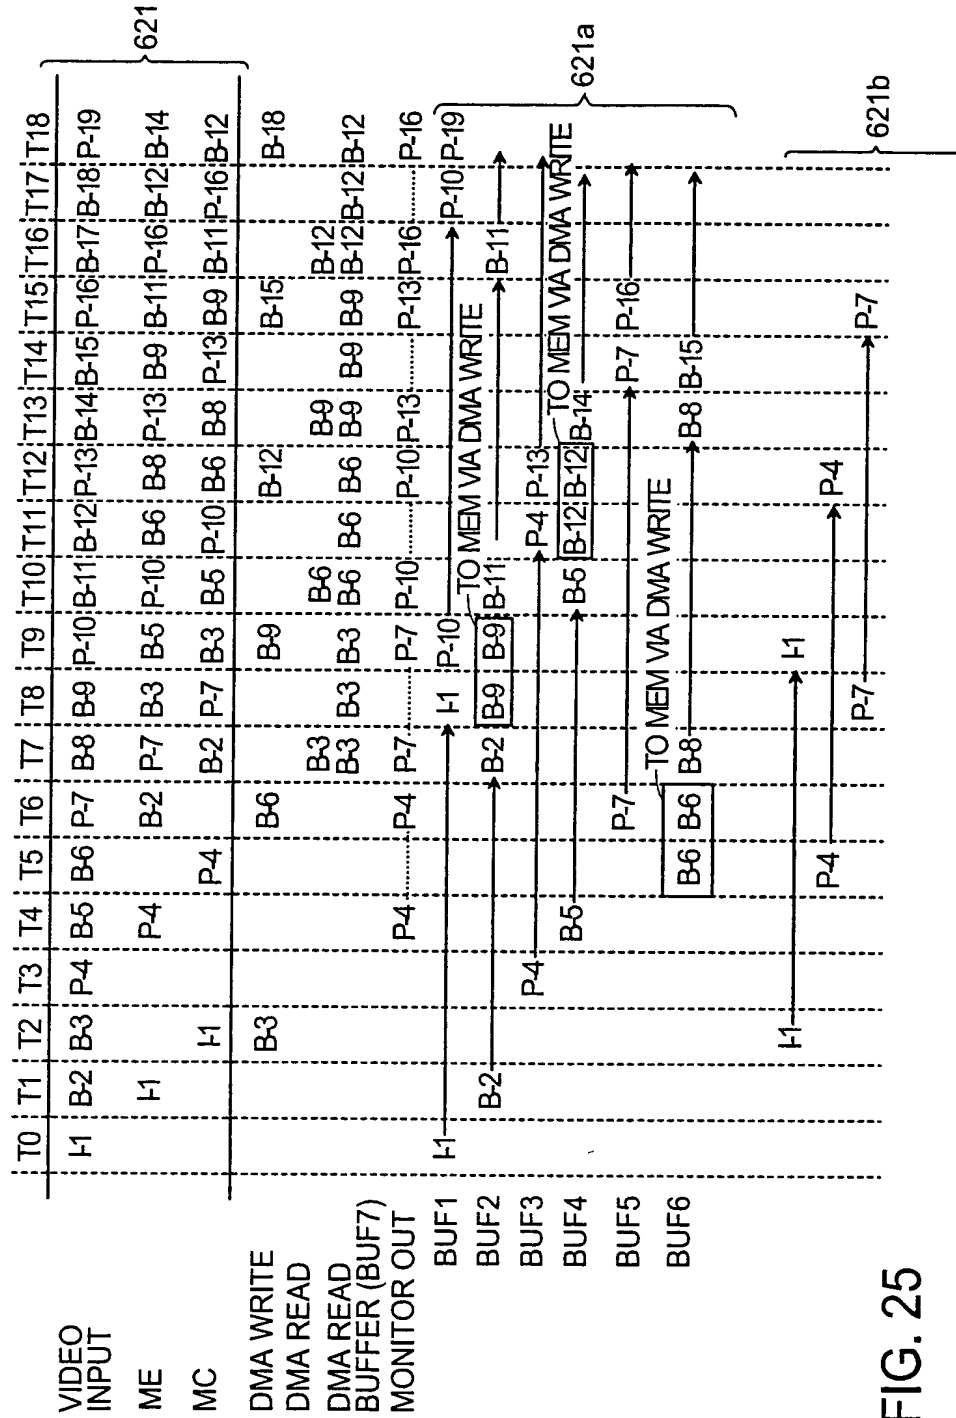 T0 T1 T2 T3 T4 T5 T6 T7 T8 T9 T10 T11 T12 T13 T14 T15 T16 T17 T18
VIDEO INPUT I-1 B-2 B-3 P-4 B-5 B-6 P-7 B-8 B-9 P-10 B-11 B-12 P-13 B-14 B-15 P-16 B-17 B-18 P-19
621
ME I-1 P-4 B-2 P-7 B-3 B-5 P-10 B-6 B-8 P-13 B-9 B-11 P-16 B-12 B-14
MC I-1 P-4 B-2 P-7 B-3 B-5 P-10 B-6 B-8 P-13 B-9 B-11 P-16 B-12
DMA WRITE B-3 B-6 B-9 B-12 B-15 B-18
DMA READ B-3 B-6 B-9 B-12
DMA READ BUFFER (BUF7) B-3 B-3 B-3 B-6 B-6 B-6 B-9 B-9 B-9 B-12 B-12 B-12
MONITOR OUT P-4 P-4 P-7 P-7 P-10 P-10 P-13 P-13 P-16 P-16
BUF1 I-1 I-1 P-10 P-10 P-19
TO MEM VIA DMA WRITE
BUF2 B-2 B-2 B-9 B-9 B-11 B-11
BUF3 P-4 P-4 P-13
621a
TO MEM VIA DMA WRITE
BUF4 B-5 B-5 B-12 B-12 B-14
BUF5 P-7 P-7 P-16
TO MEM VIA DMA WRITE
BUF6 B-6 B-6 B-8 B-8 B-15
I-1 I-1
P-4 P-4
621b
P-7 P-7
FIG. 25